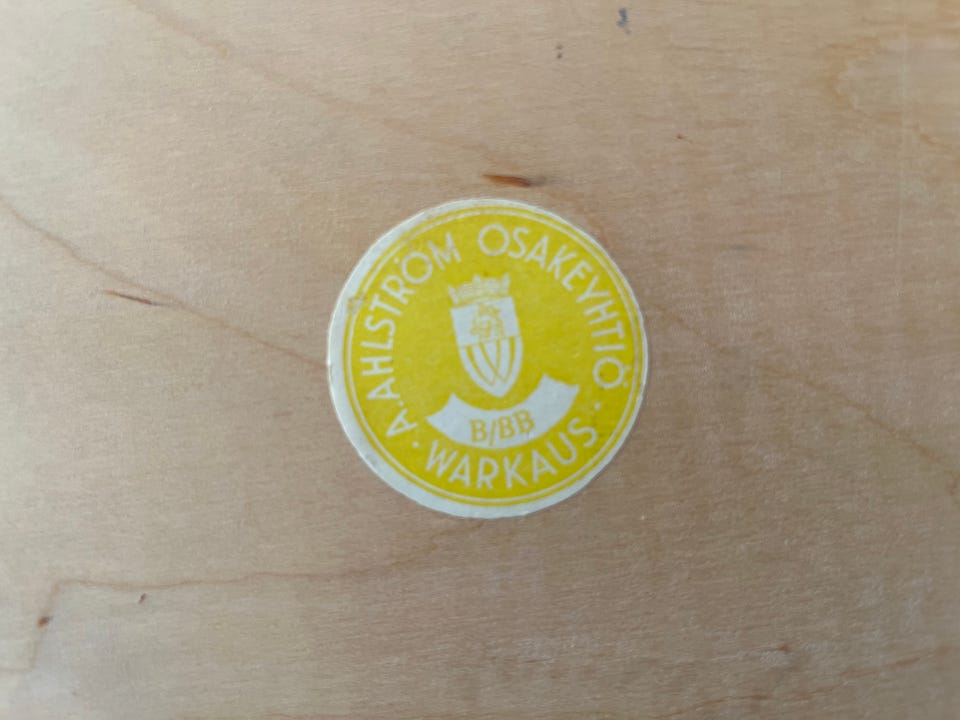 A. AHLSTRÖM OSAKEYHTIÖ
B/BB
· WARKAUS ·